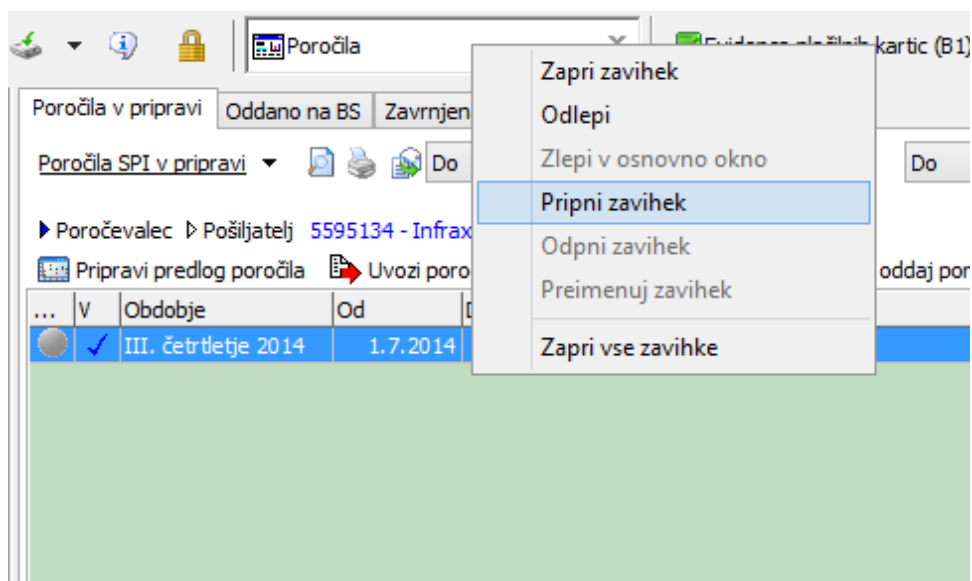 Poročila
kartic (B1)
Zapri zavihek
Odlepi
Zlepi v osnovno okno
Pripni zavihek
Odpni zavihek
Preimenuj zavihek
Zapri vse zavihke
Poročila v pripravi Oddano na BS Zavrnjen
Poročila SPI v pripravi Do Do
Poročevalec Pošiljatelj 5595134 - Infrax
Pripravi predlog poročila Uvozi poro oddaj por
... V Obdobje Od
III. četrtletje 2014 1.7.2014